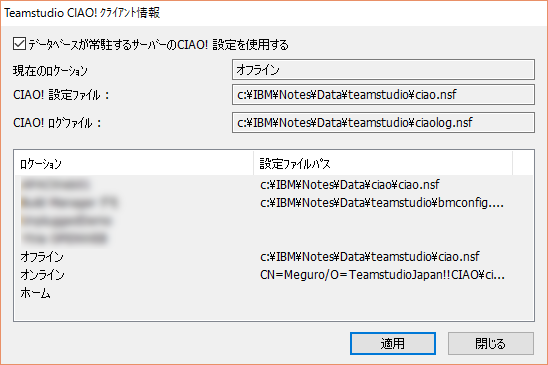 Teamstudio CIAO! クライアント情報
データベースが常駐するサーバーのCIAO! 設定を使用する
現在のロケーション
オフライン
CIAO! 設定ファイル：
c:¥IBM¥Notes¥Data¥teamstudio¥ciao.nsf
CIAO! ログファイル：
c:¥IBM¥Notes¥Data¥teamstudio¥ciaolog.nsf
ロケーション 設定ファイルパス
c:¥IBM¥Notes¥Data¥ciao¥ciao.nsf
c:¥IBM¥Notes¥Data¥teamstudio¥bmconfig....
オフライン c:¥IBM¥Notes¥Data¥teamstudio¥ciao.nsf
オンライン CN=Meguro/O=TeamstudioJapan!!CIAO¥ci...
ホーム
適用 閉じる